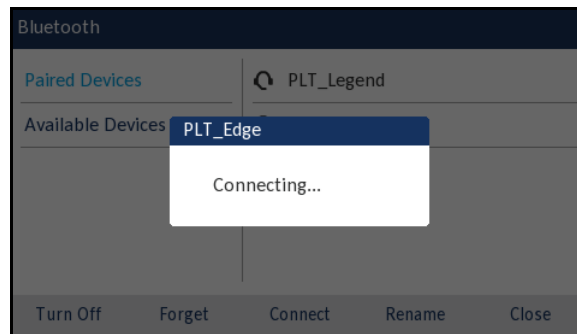 Bluetooth
Paired Devices
PLT_Legend
Available Devices
PLT_Edge
Connecting...
Turn Off Forget Connect Rename Close